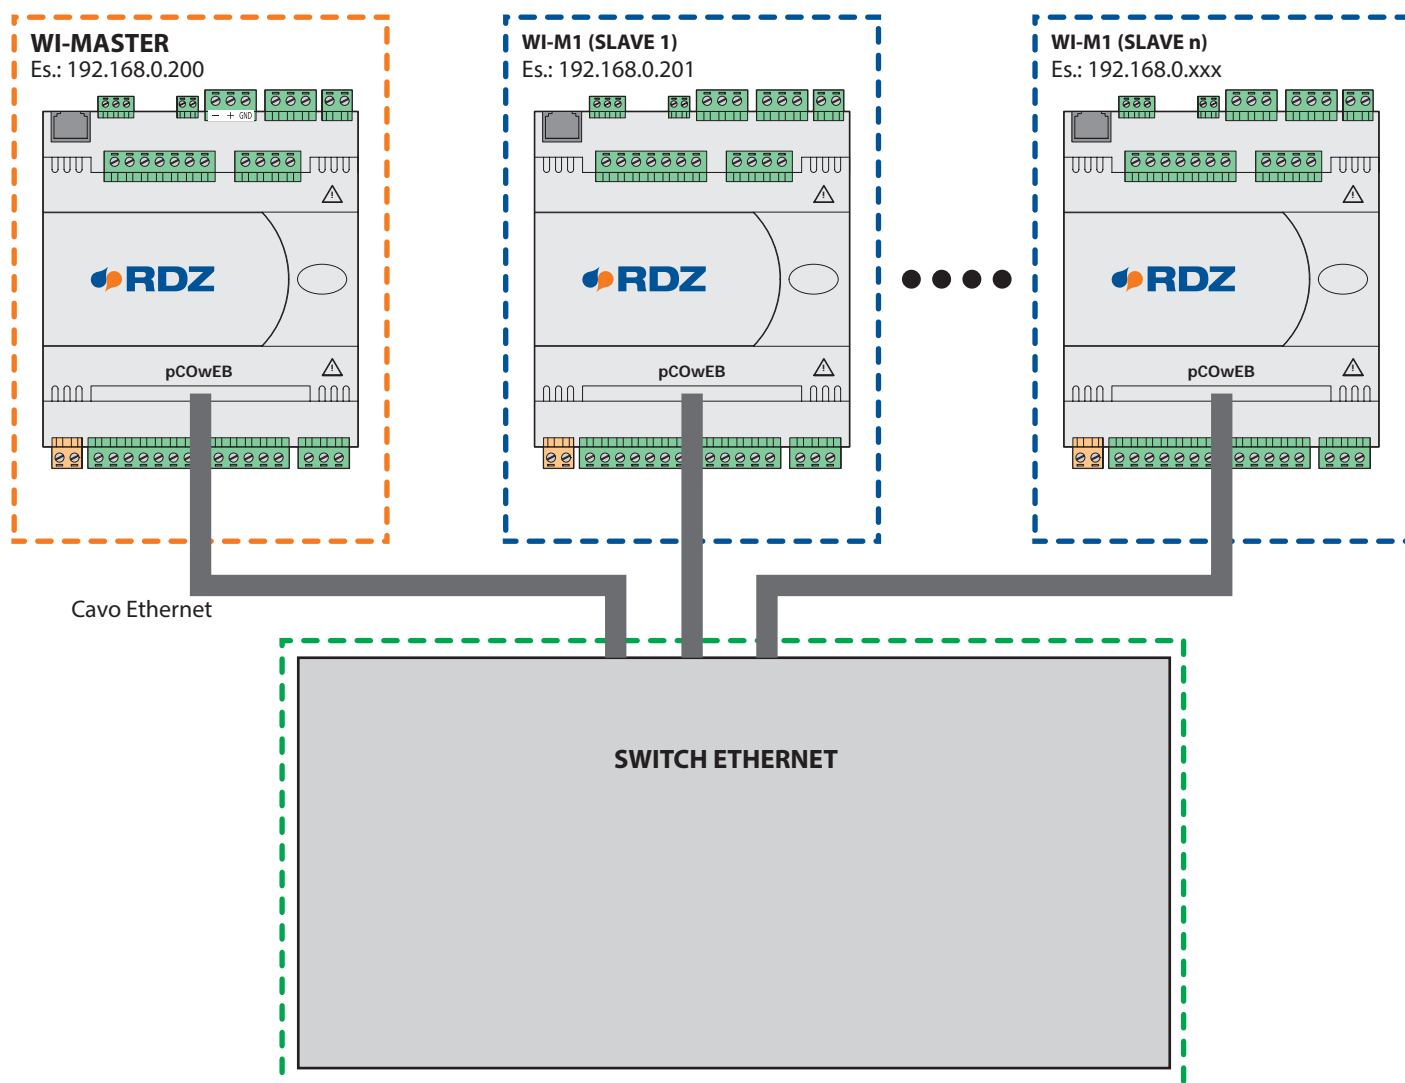 WI-MASTER
Es.: 192.168.0.200
WI-M1 (SLAVE 1)
Es.: 192.168.0.201
WI-M1 (SLAVE n)
Es.: 192.168.0.xxx
− + GND
RDZ
RDZ
RDZ
pCOwEB
pCOwEB
pCOwEB
Cavo Ethernet
SWITCH ETHERNET